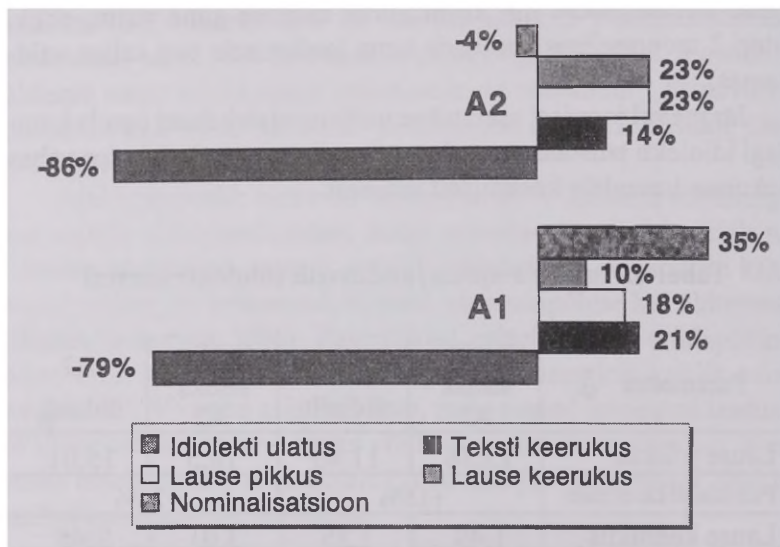 -4%
23%
A2 23%
14%
-86%
35%
10%
A1 18%
21%
-79%
Idiolekti ulatus Teksti keerukus
Lause pikkus Lause keerukus
Nominalisatsioon